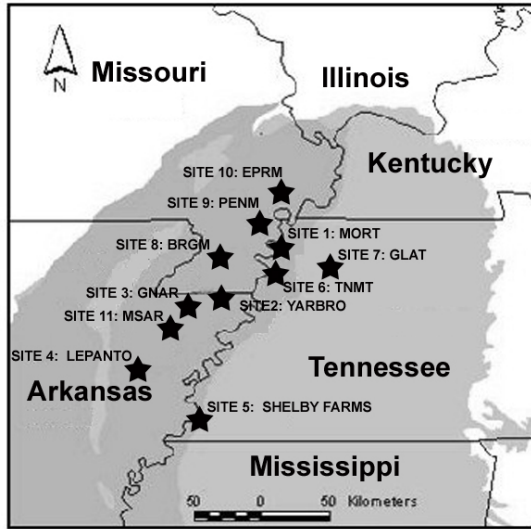 Missouri
Illinois
N
Kentucky
SITE 10: EPRM
SITE 9: PENM
SITE 1: MORT
SITE 8: BRGM
SITE 7: GLAT
SITE 6: TNMT
SITE 3: GNAR
SITE2: YARBRO
SITE 11: MSAR
SITE 4: LEPANTO
Tennessee
Arkansas
SITE 5: SHELBY FARMS
Mississippi
50 0 50 Kilometers